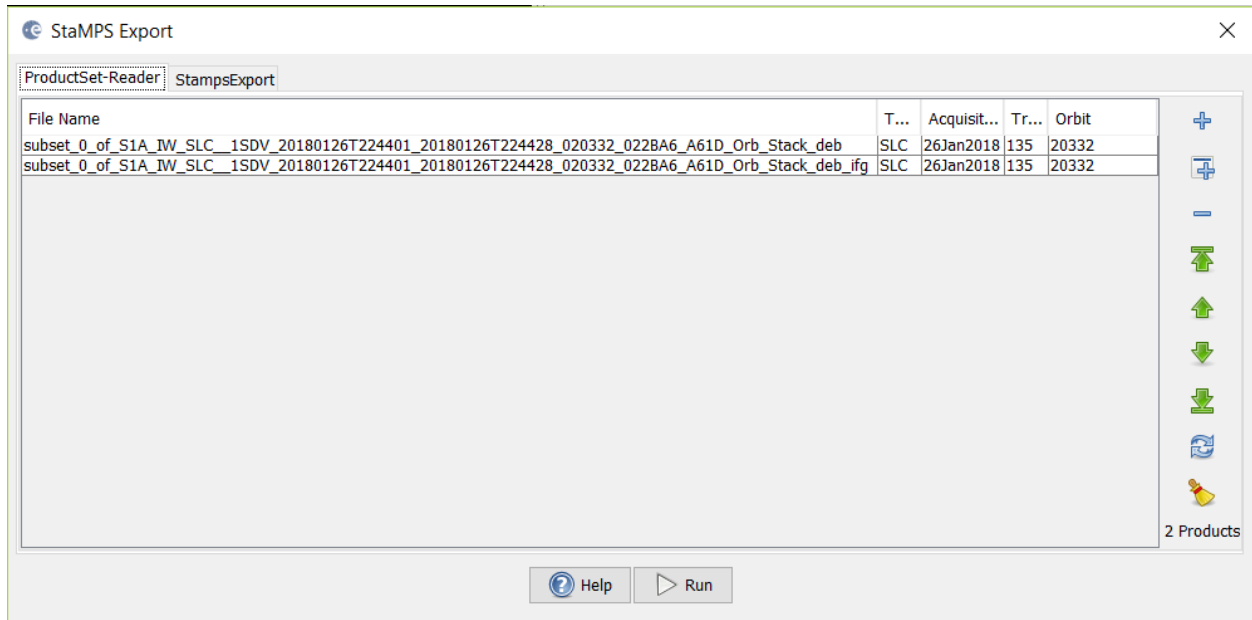 StaMPS Export
ProductSet-Reader StampsExport
File Name T... Acquisit... Tr... Orbit
subset_0_of_S1A_IW_SLC__1SDV_20180126T224401_20180126T224428_020332_022BA6_A61D_Orb_Stack_deb SLC 26Jan2018 135 20332
subset_0_of_S1A_IW_SLC__1SDV_20180126T224401_20180126T224428_020332_022BA6_A61D_Orb_Stack_deb_ifg SLC 26Jan2018 135 20332
2 Products
Help Run